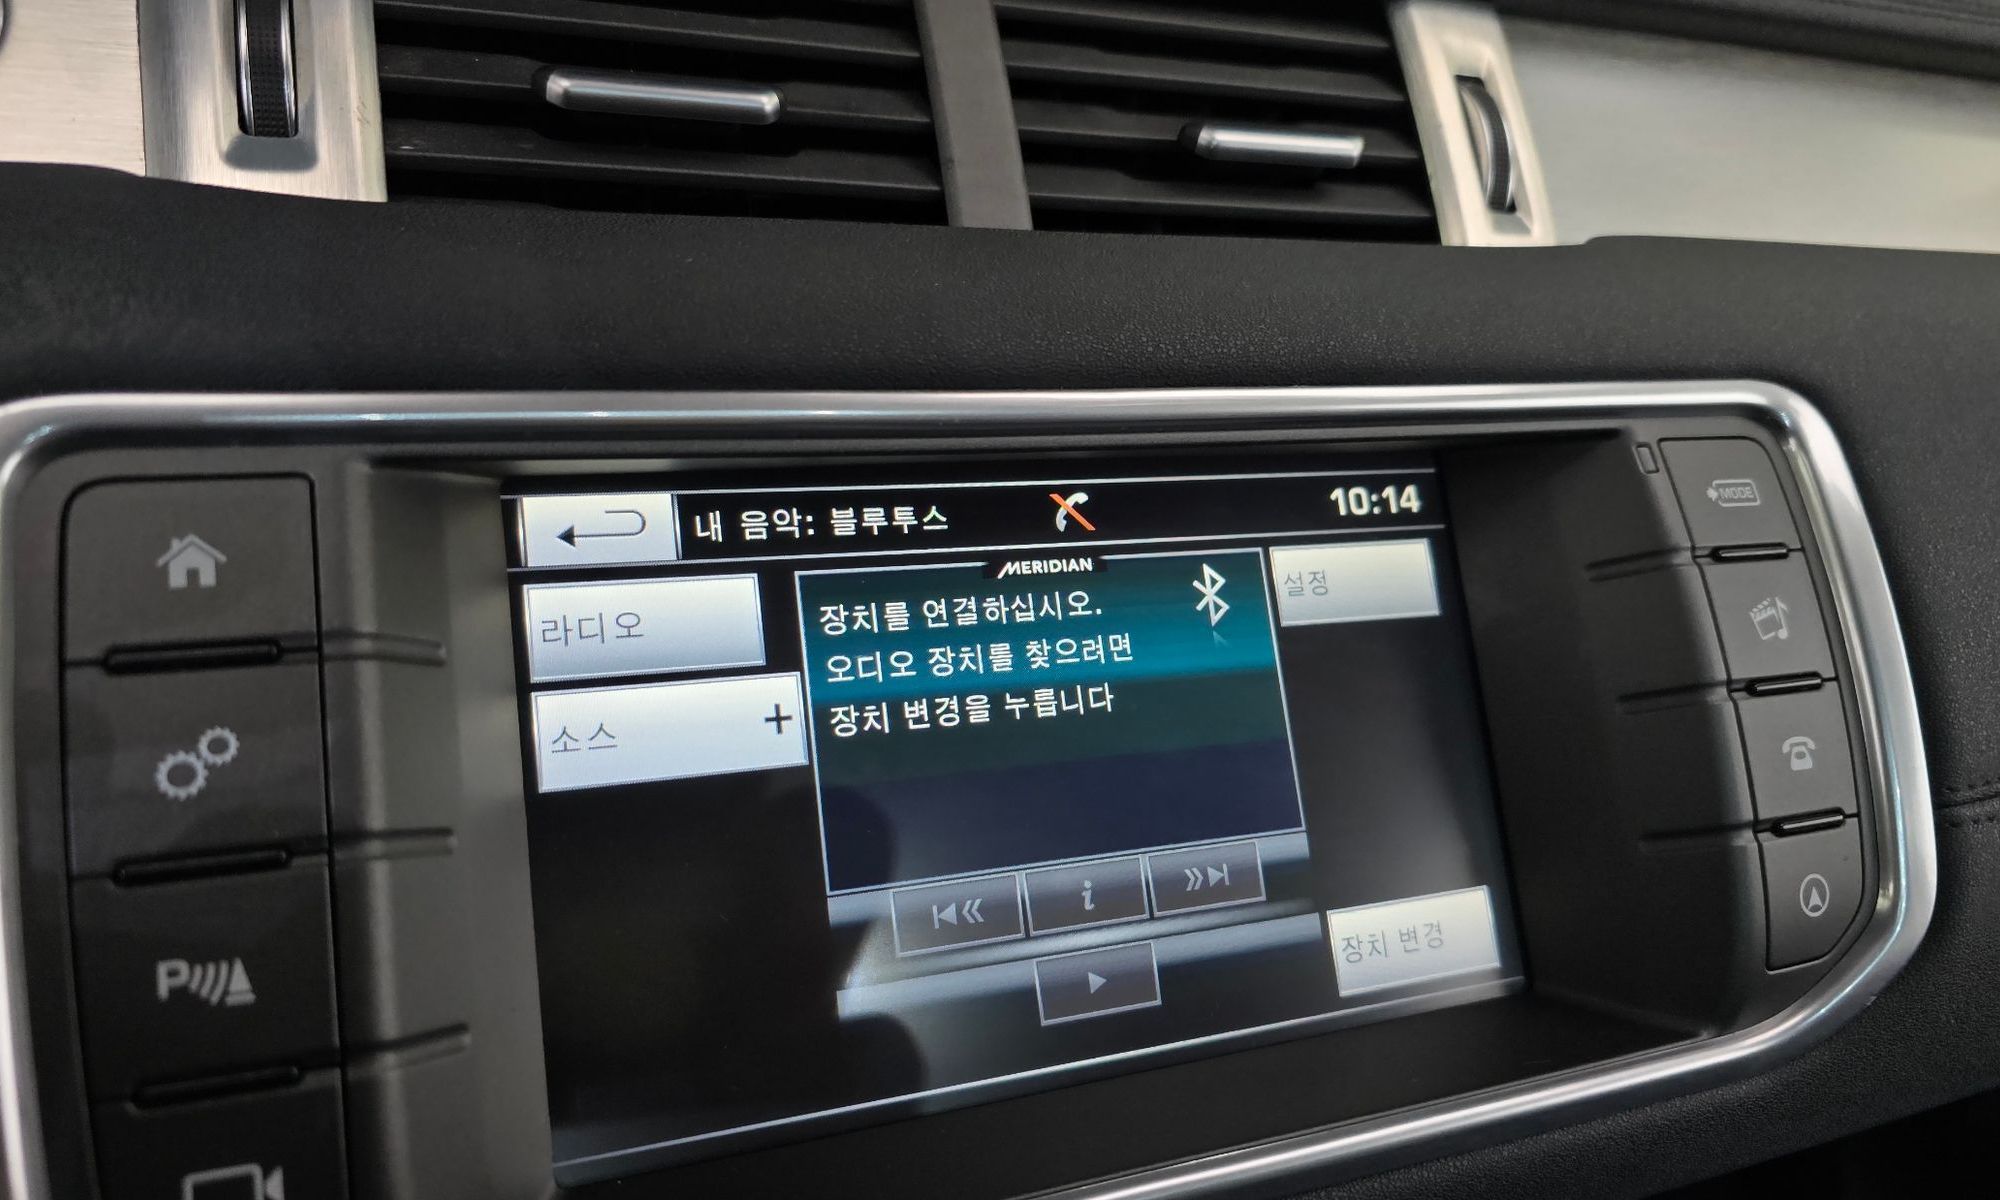 내 음악: 블루투스
10:14
MERIDIAN
라디오
장치를 연결하십시오.
오디오 장치를 찾으려면
장치 변경을 누릅니다
설정
소스 +
i
장치 변경
P
MODE